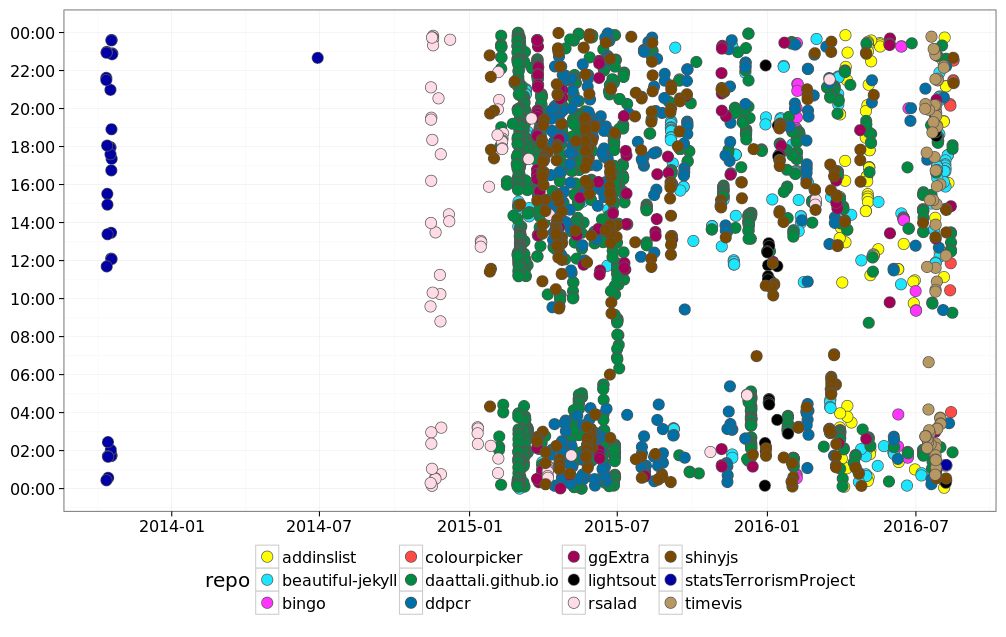 00:00
22:00
20:00
18:00
16:00
14:00
12:00
10:00
08:00
06:00
04:00
02:00
00:00
2014-01 2014-07 2015-01 2015-07 2016-01 2016-07
repo
addinslist colourpicker ggExtra shinyjs
beautiful-jekyll daattali.github.io lightsout statsTerrorismProject
bingo ddpcr rsalad timevis